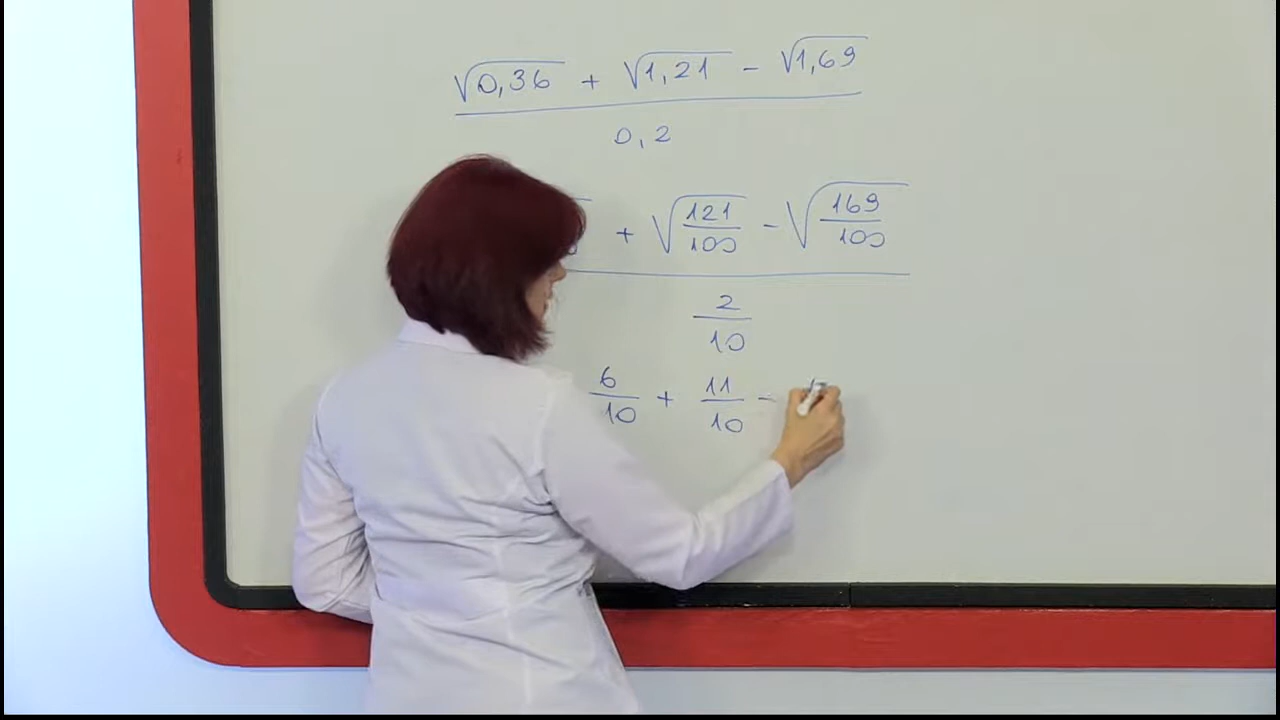 √0,36 + √1,21 - √1,69
0,2
+ √121/100 - √169/100
2/10
6/10 + 11/10 -